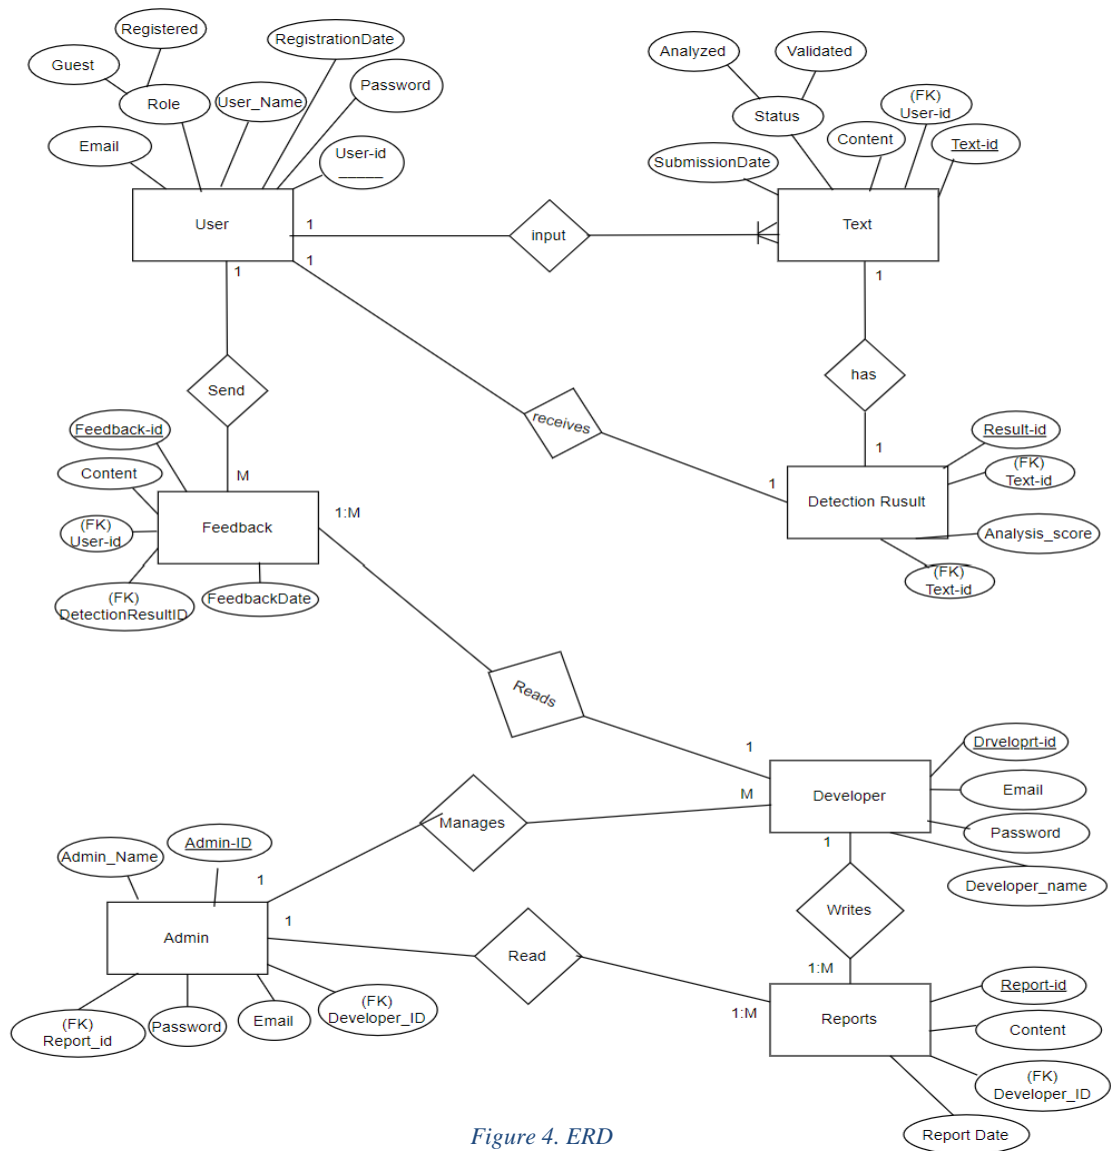 Registered
RegistrationDate
Guest
Role
User_Name
Password
Email
User-id
_____
User
1
1
1
input
Analyzed
Validated
Status
(FK)
User-id
Content
Text-id
SubmissionDate
Text
1
Send
M
receives
1
has
1
Feedback-id
Content
(FK)
User-id
(FK)
DetectionResultID
FeedbackDate
Feedback
1:M
Result-id
(FK)
Text-id
Detection Rusult
Analysis_score
(FK)
Text-id
Reads
1
M
Drveloprt-id
Email
Password
Developer_name
Developer
1
Manages
Admin_Name
Admin-ID
1
1
Admin
(FK)
Report_id
Password
Email
(FK)
Developer_ID
Read
Writes
1:M
1:M
Reports
Report-id
Content
(FK)
Developer_ID
Report Date
Figure 4. ERD